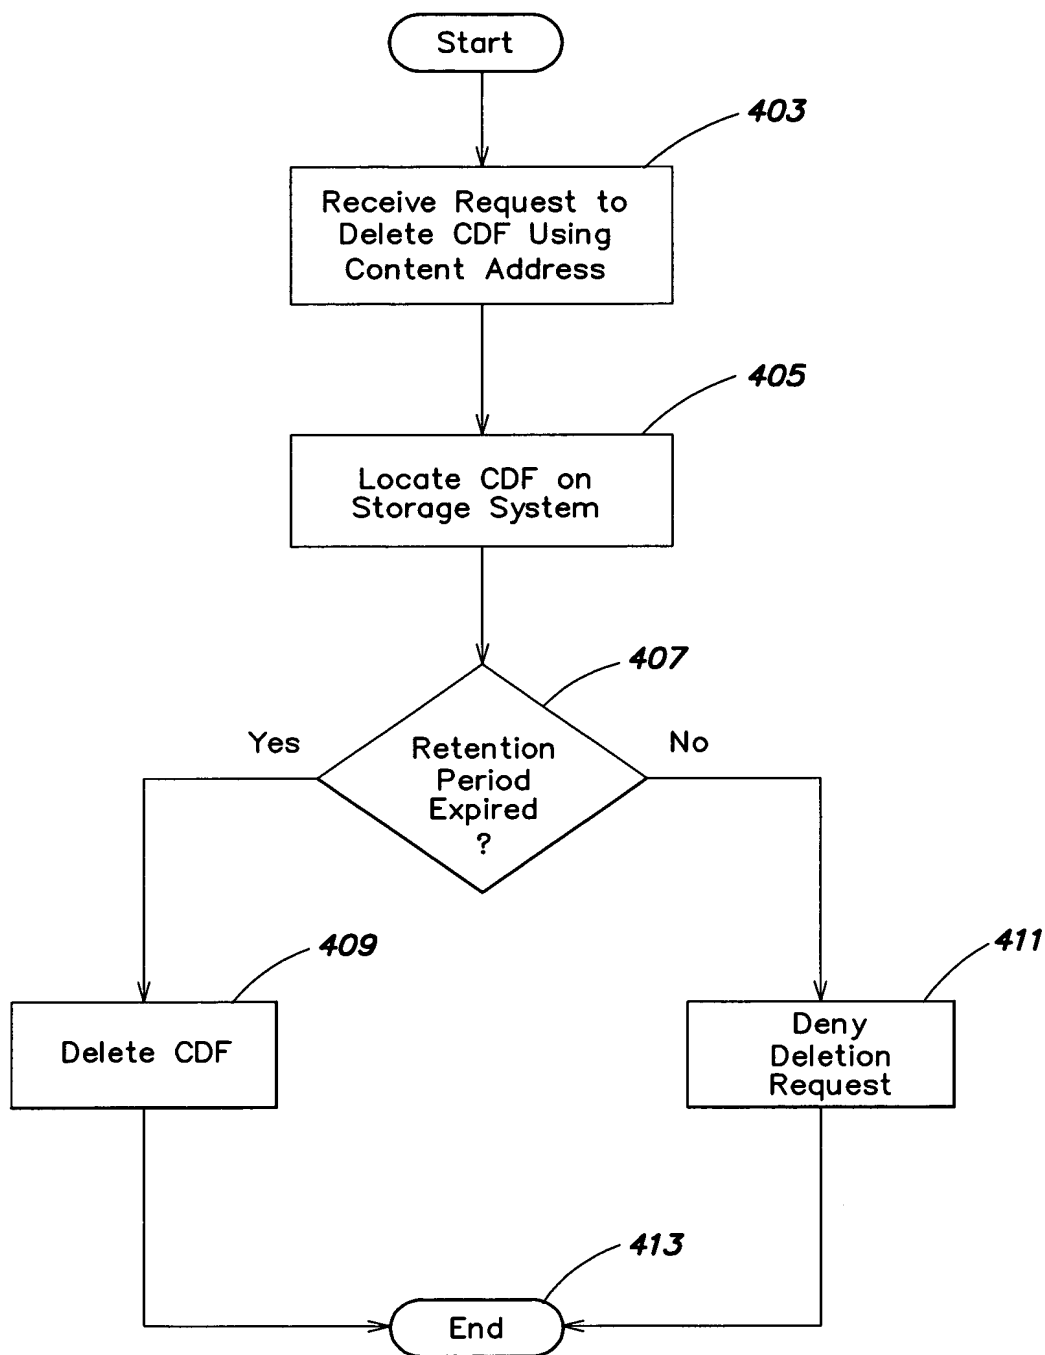 Start
403
Receive Request to
Delete CDF Using
Content Address
405
Locate CDF on
Storage System
407
Yes
No
Retention
Period
Expired
?
409
411
Delete CDF
Deny
Deletion
Request
413
End